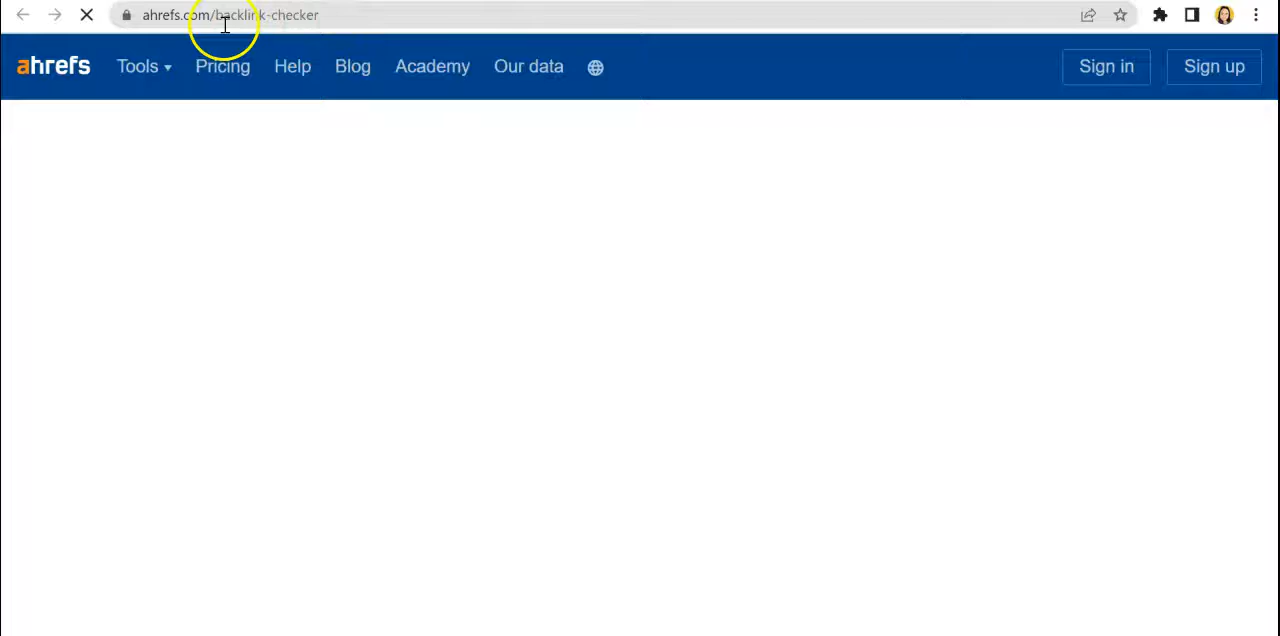 ahrefs.com/backlink-checker
ahrefs Tools Pricing Help Blog Academy Our data Sign in Sign up